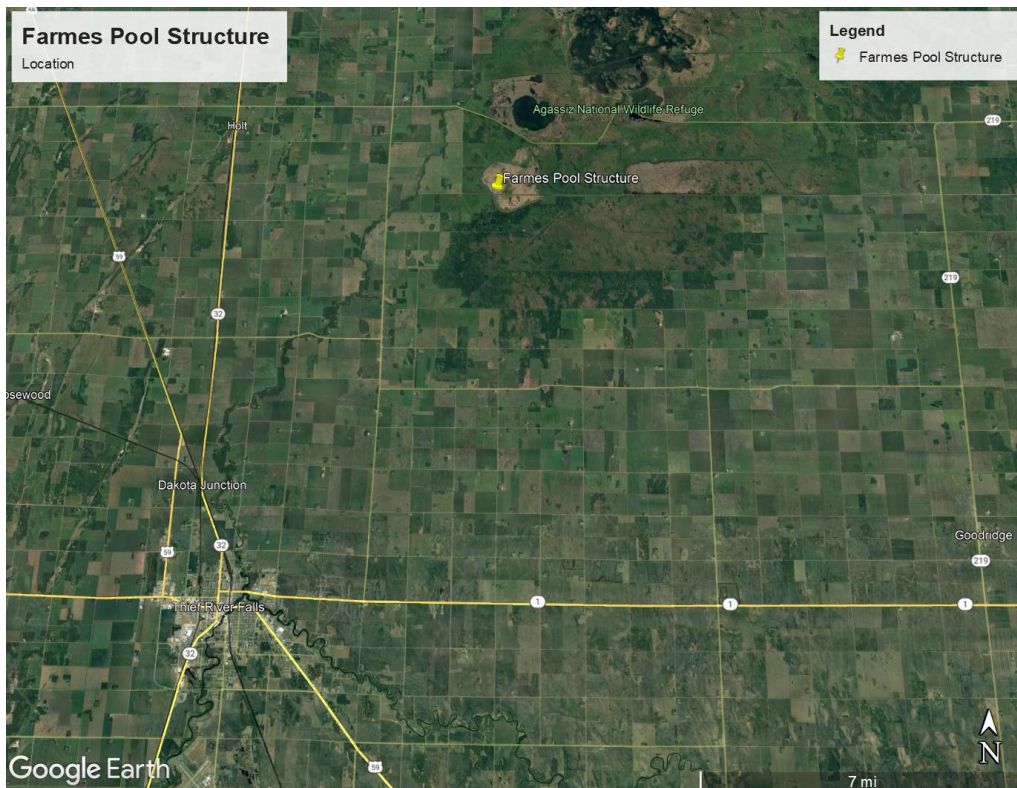 59
Farmes Pool Structure
Location
Legend
Farmes Pool Structure
Agassiz National Wildlife Refuge
219
Holt
Farmes Pool Structure
59
219
32
osewood
Dakota Junction
Goodridge
59
32
219
1
1
1
Thief River Falls
32
N
59
Google Earth
7 mi